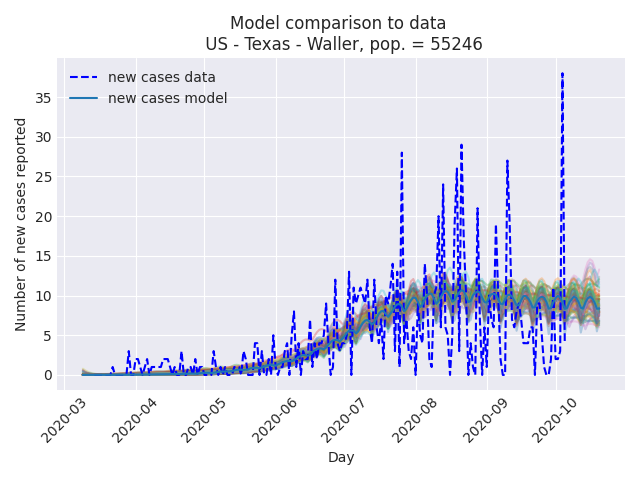 Model comparison to data
US - Texas - Waller, pop. = 55246
new cases data
new cases model
Number of new cases reported
35
30
25
20
15
10
5
0
2020-03
2020-04
2020-05
2020-06
2020-07
2020-08
2020-09
2020-10
Day